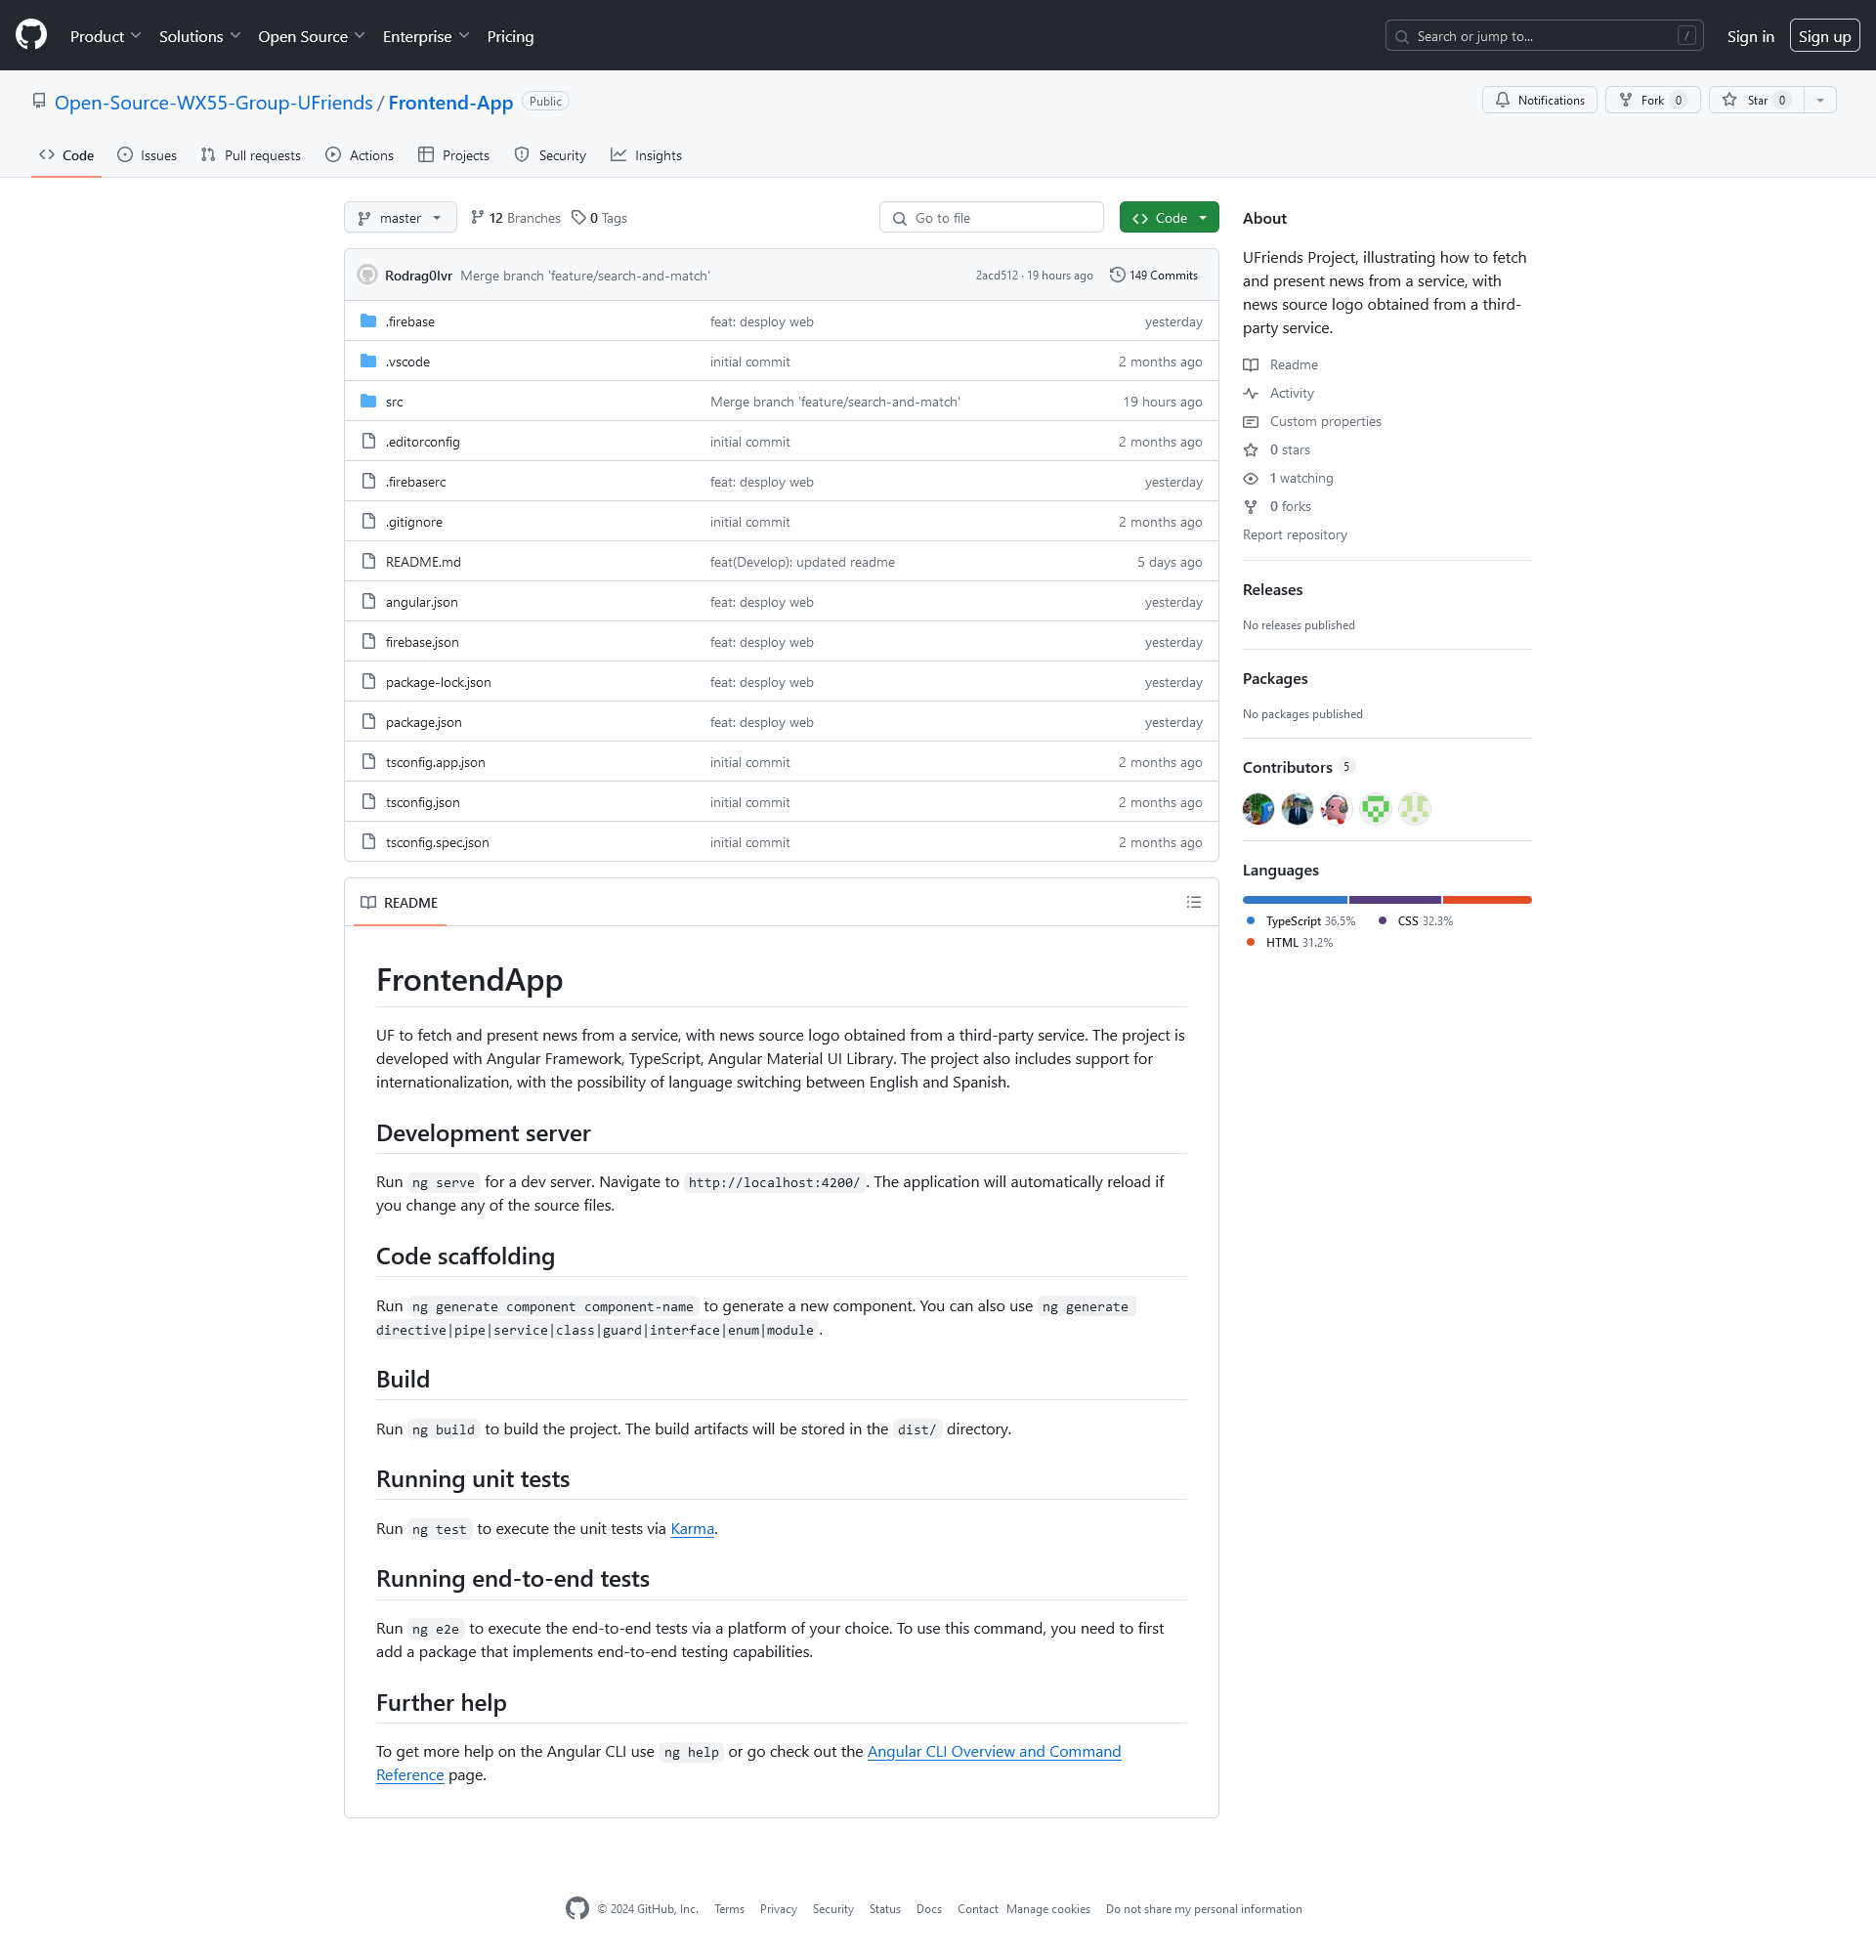 Product Solutions Open Source Enterprise Pricing Search or jump to... / Sign in Sign up
Open-Source-WX55-Group-UFriends / Frontend-App Public Notifications Fork 0 Star 0
Code Issues Pull requests Actions Projects Security Insights
master 12 Branches 0 Tags Go to file Code
Rodrag0lvr Merge branch 'feature/search-and-match' 2acd512 · 19 hours ago 149 Commits
.firebase feat: desploy web yesterday
.vscode initial commit 2 months ago
src Merge branch 'feature/search-and-match' 19 hours ago
.editorconfig initial commit 2 months ago
.firebaserc feat: desploy web yesterday
.gitignore initial commit 2 months ago
README.md feat(Develop): updated readme 5 days ago
angular.json feat: desploy web yesterday
firebase.json feat: desploy web yesterday
package-lock.json feat: desploy web yesterday
package.json feat: desploy web yesterday
tsconfig.app.json initial commit 2 months ago
tsconfig.json initial commit 2 months ago
tsconfig.spec.json initial commit 2 months ago
README
FrontendApp
UF to fetch and present news from a service, with news source logo obtained from a third-party service. The project is
developed with Angular Framework, TypeScript, Angular Material UI Library. The project also includes support for
internationalization, with the possibility of language switching between English and Spanish.
Development server
Run ng serve for a dev server. Navigate to http://localhost:4200/. The application will automatically reload if
you change any of the source files.
Code scaffolding
Run ng generate component component-name to generate a new component. You can also use ng generate
directive|pipe|service|class|guard|interface|enum|module.
Build
Run ng build to build the project. The build artifacts will be stored in the dist/ directory.
Running unit tests
Run ng test to execute the unit tests via Karma.
Running end-to-end tests
Run ng e2e to execute the end-to-end tests via a platform of your choice. To use this command, you need to first
add a package that implements end-to-end testing capabilities.
Further help
To get more help on the Angular CLI use ng help or go check out the Angular CLI Overview and Command
Reference page.
About
UFriends Project, illustrating how to fetch
and present news from a service, with
news source logo obtained from a third-
party service.
Readme
Activity
Custom properties
0 stars
1 watching
0 forks
Report repository
Releases
No releases published
Packages
No packages published
Contributors 5
Languages
TypeScript 36.5% CSS 32.3%
HTML 31.2%
© 2024 GitHub, Inc. Terms Privacy Security Status Docs Contact Manage cookies Do not share my personal information